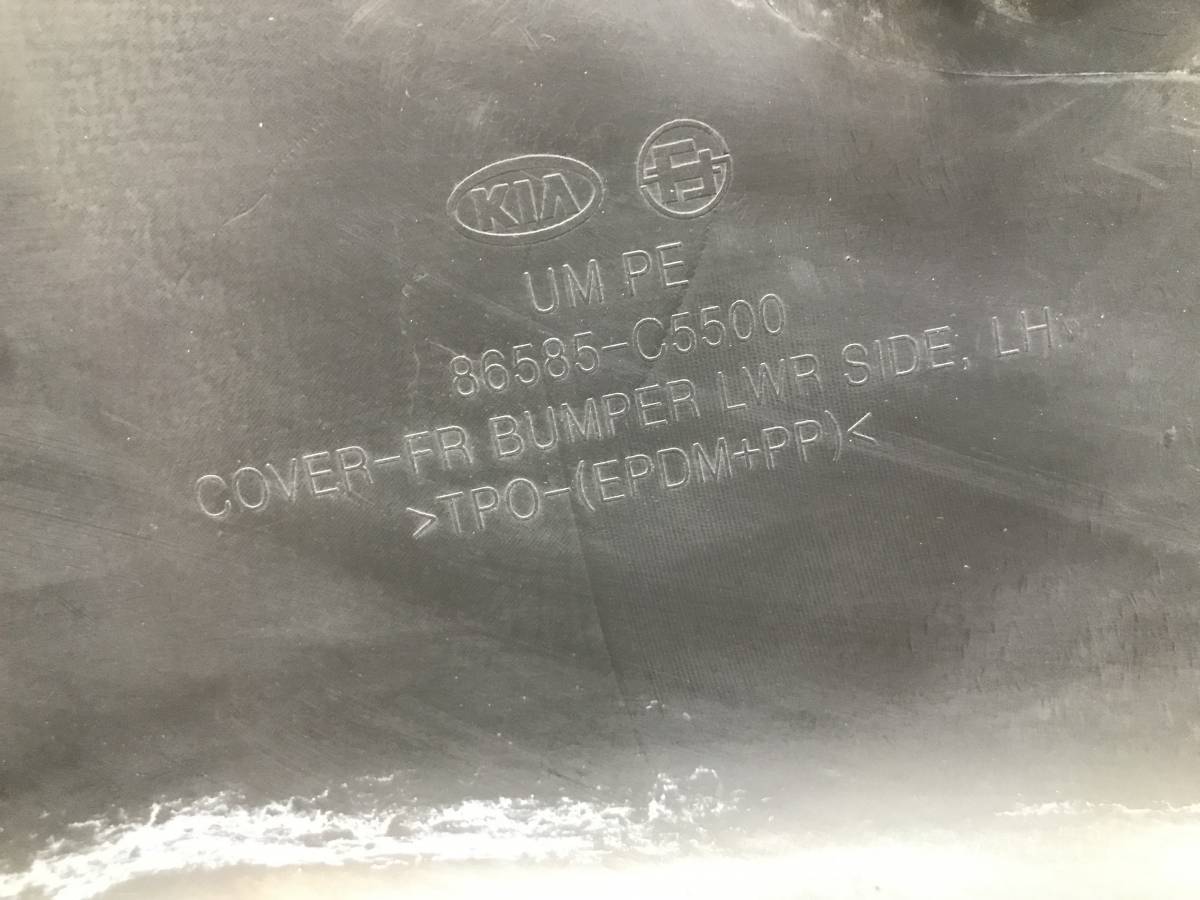 KIA
UM PE
86585-C5500
COVER-FR BUMPER LWR SIDE, LH
>TPO-(EPDM+PP)<